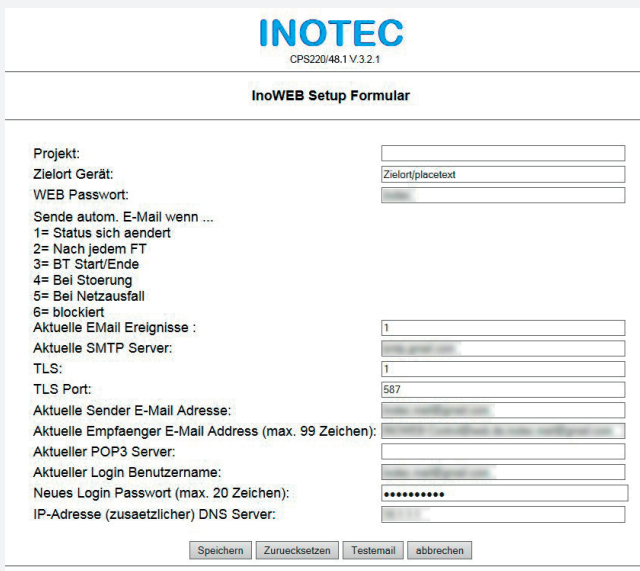 INOTEC
CPS220/48.1 V.3.2.1
InoWEB Setup Formular
Projekt:
Zielort Gerät: Zielort/placetext
WEB Passwort:
Sende autom. E-Mail wenn ...
1= Status sich aendert
2= Nach jedem FT
3= BT Start/Ende
4= Bei Stoerung
5= Bei Netzausfall
6= blockiert
Aktuelle EMail Ereignisse : 1
Aktuelle SMTP Server:
TLS: 1
TLS Port: 587
Aktuelle Sender E-Mail Adresse:
Aktuelle Empfaenger E-Mail Address (max. 99 Zeichen):
Aktueller POP3 Server:
Aktueller Login Benutzername:
Neues Login Passwort (max. 20 Zeichen): ●●●●●●●●●●
IP-Adresse (zusaetzlicher) DNS Server:
Speichern Zuruecksetzen Testemail abbrechen